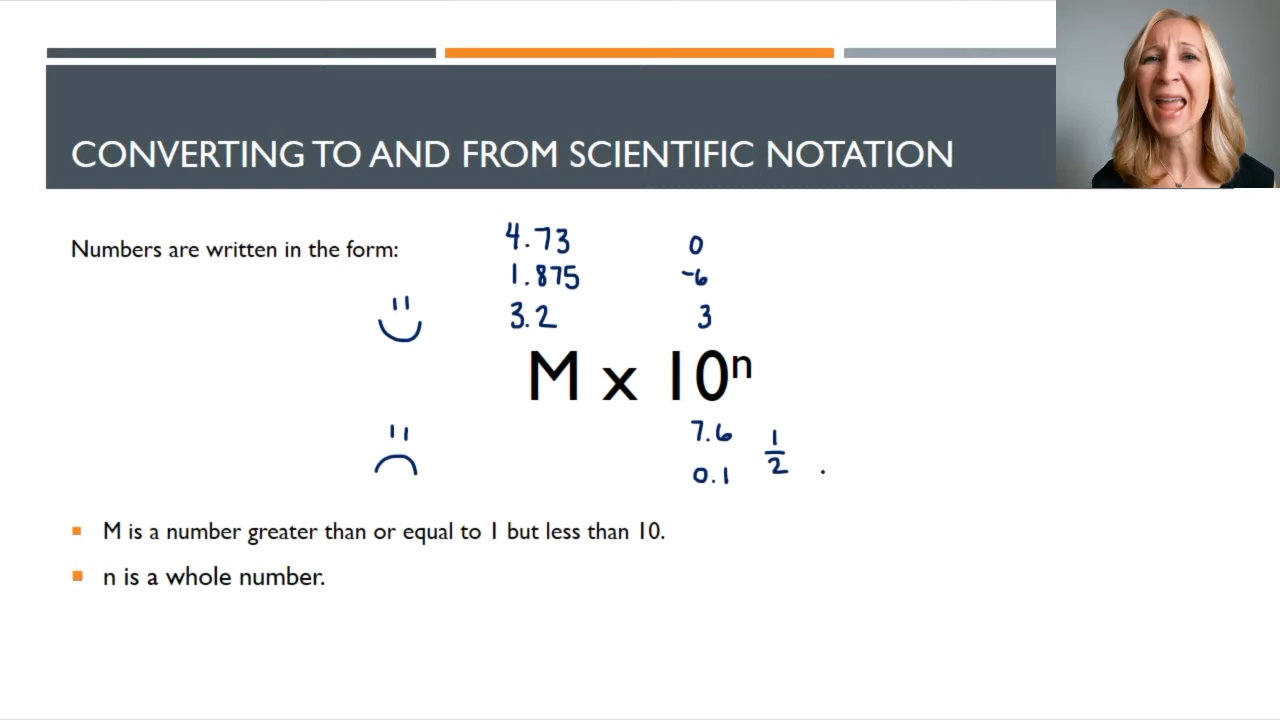 CONVERTING TO AND FROM SCIENTIFIC NOTATION
Numbers are written in the form:
4.73 0
1.875 -6
3.2 3
M x 10ⁿ
7.6 1/2
0.1 .
M is a number greater than or equal to 1 but less than 10.
n is a whole number.